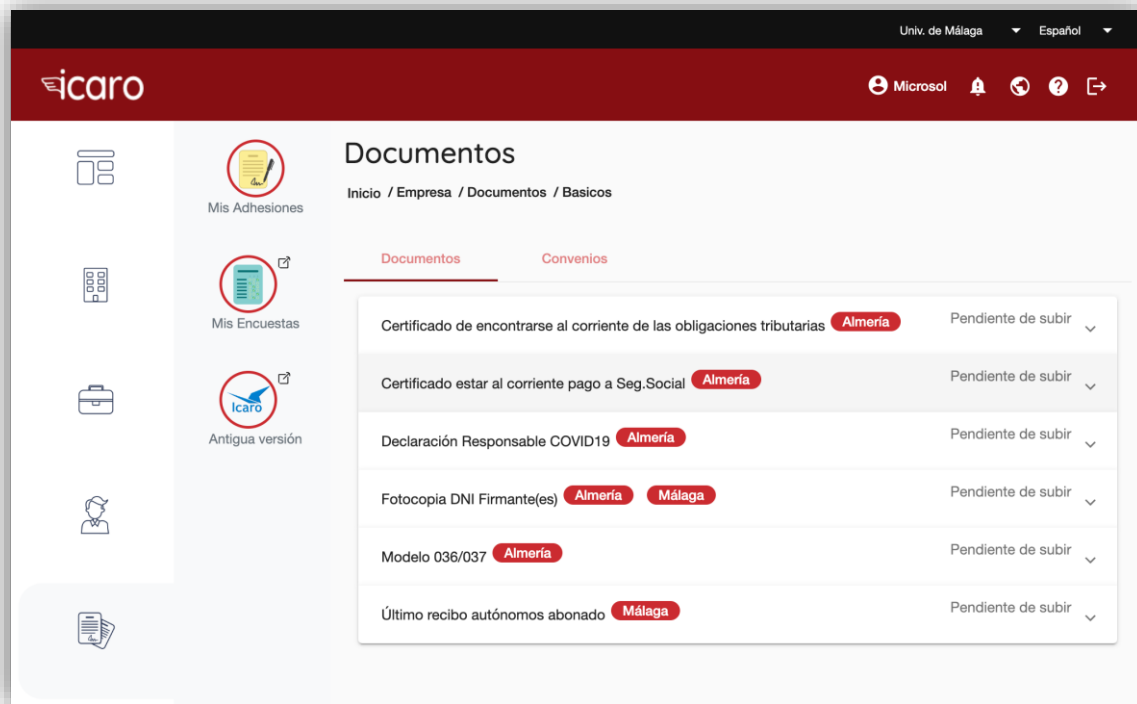 Univ. de Málaga Español
icaro
Microsol
Documentos
Inicio / Empresa / Documentos / Basicos
Mis Adhesiones
Mis Encuestas
Icaro
Antigua versión
Documentos Convenios
Certificado de encontrarse al corriente de las obligaciones tributarias Almería Pendiente de subir
Certificado estar al corriente pago a Seg.Social Almería Pendiente de subir
Declaración Responsable COVID19 Almería Pendiente de subir
Fotocopia DNI Firmante(es) Almería Málaga Pendiente de subir
Modelo 036/037 Almería Pendiente de subir
Último recibo autónomos abonado Málaga Pendiente de subir